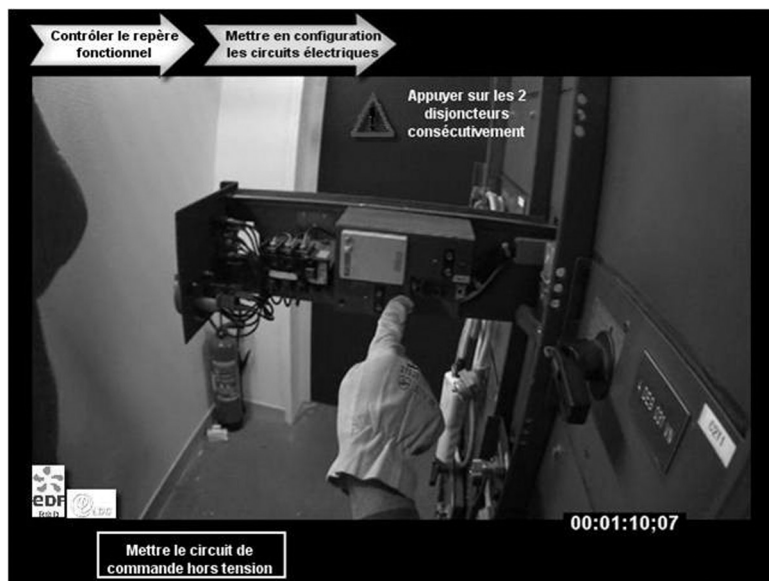 Contrôler le repère
fonctionnel
Mettre en configuration
les circuits électriques
Appuyer sur les 2
disjoncteurs
consécutivement
C271
eDF
R&D
00:01:10;07
Mettre le circuit de
commande hors tension